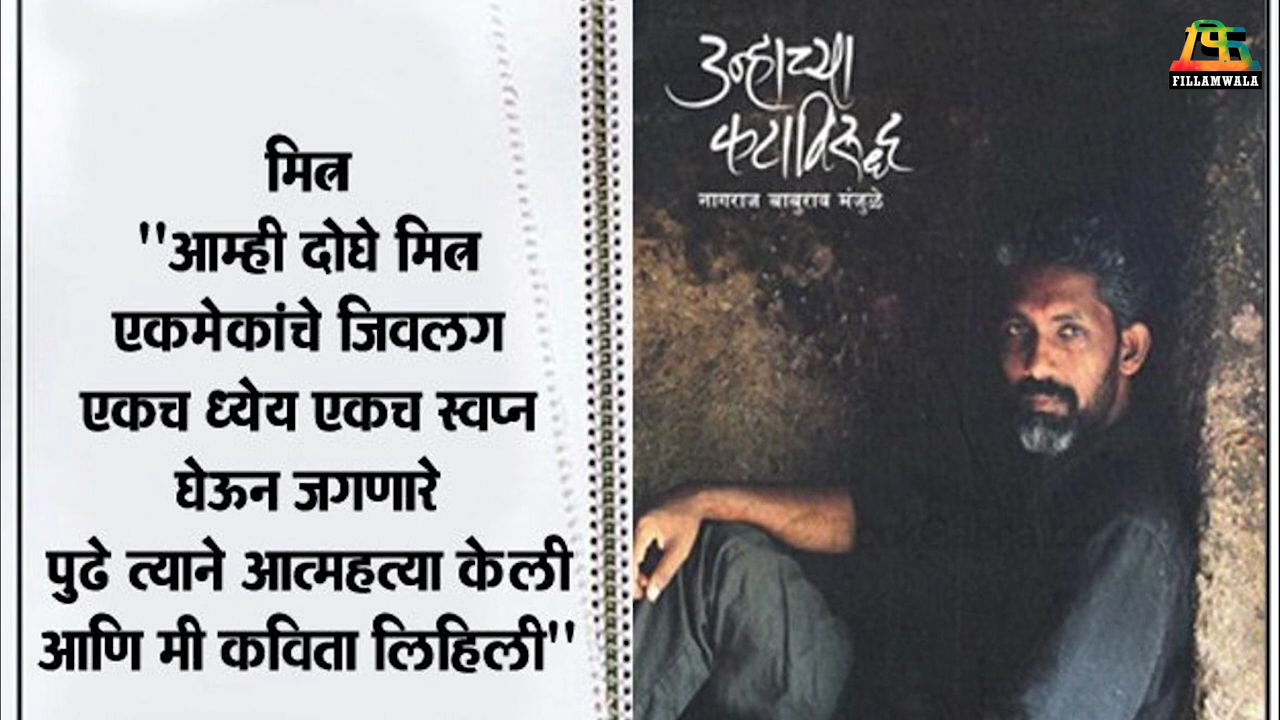 मित्र
"आम्ही दोघे मित्र
एकमेकांचे जिवलग
एकच ध्येय एकच स्वप्न
घेऊन जगणारे
पुढे त्याने आत्महत्या केली
आणि मी कविता लिहिली"
उन्हाच्या
कटाविरुद्ध
नागराज बाबुराव मंजुळे
FILLAMWALA